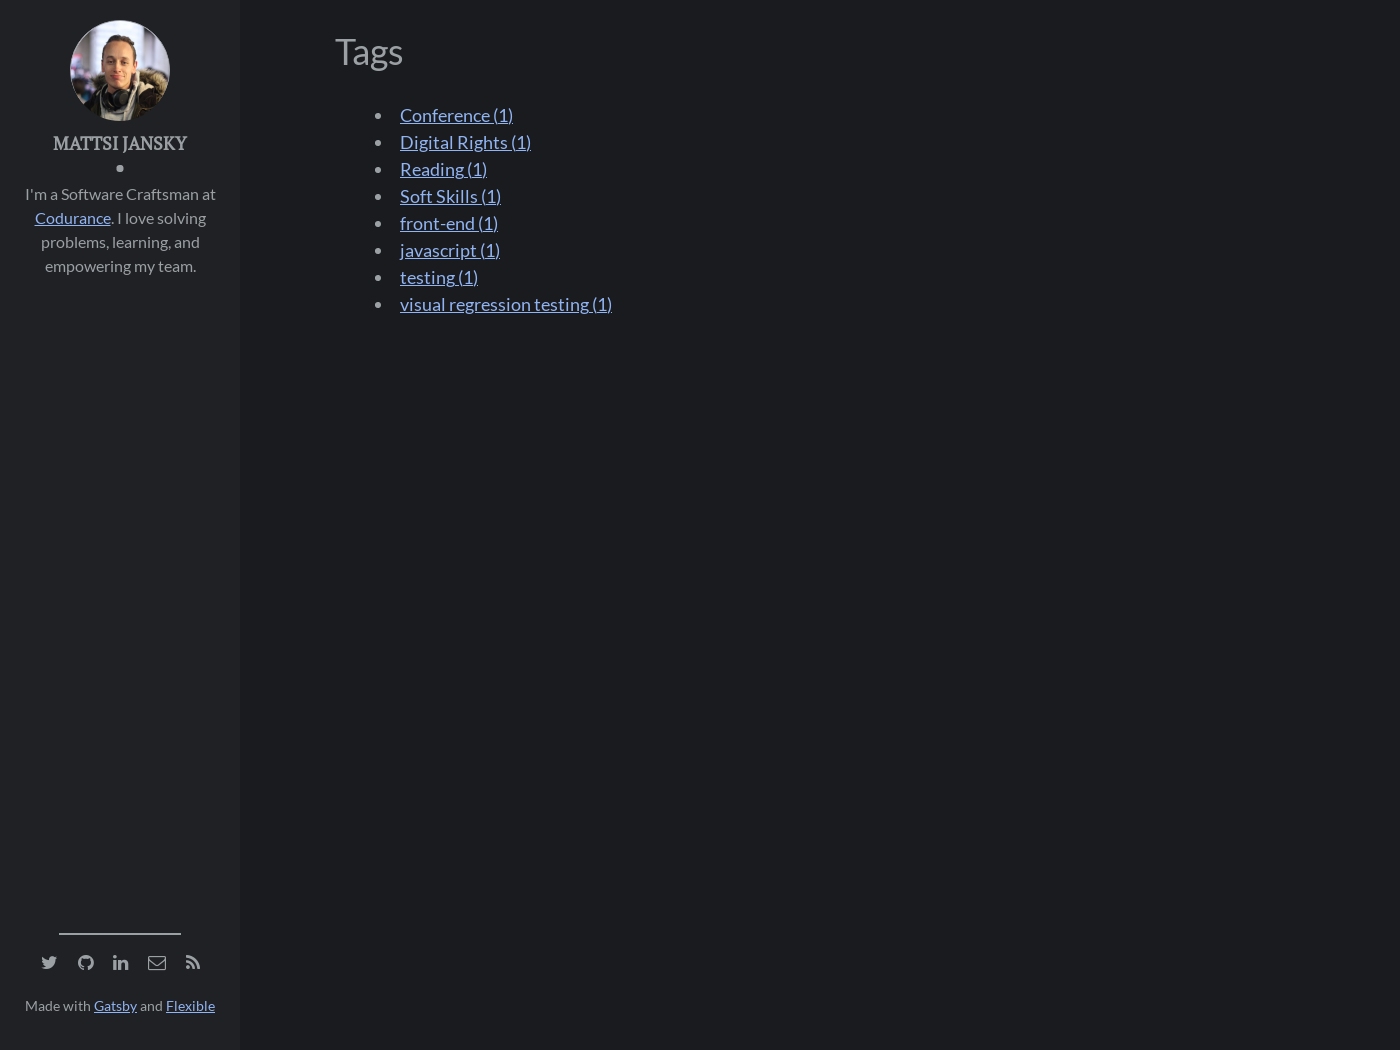 MATTSI JANSKY
I'm a Software Craftsman at
Codurance. I love solving
problems, learning, and
empowering my team.
Made with Gatsby and Flexible
Tags
Conference (1)
Digital Rights (1)
Reading (1)
Soft Skills (1)
front-end (1)
javascript (1)
testing (1)
visual regression testing (1)